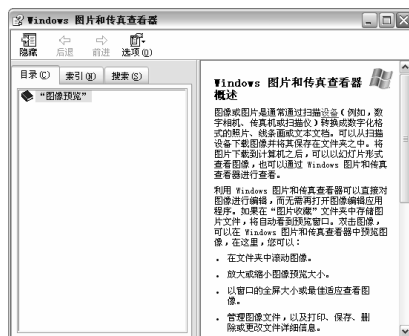 Windows 图片和传真查看器
隐藏 后退 前进 选项(O)
目录(C) 索引(N) 搜索(S)
“图像预览”
Windows 图片和传真查看器
概述
图像或图片是通常通过扫描设备(例如,数
字相机、传真机或扫描仪)转换成数字化格
式的照片、线条画或文本文档。可以从扫描
设备下载图像并将其保存在文件夹之中。将
图片下载到计算机之后,可以以幻灯片形式
查看图像,也可以通过 Windows 图片和传真
查看器进行查看。
利用 Windows 图片和传真查看器可以直接对
图像进行编辑,而无需再打开图像编辑应用
程序。如果在“图片收藏”文件夹中存储图
片文件,将自动看到预览窗口。双击图像,
可以在 Windows 图片和传真查看器中预览图
像,在这里,您可以:
• 在文件夹中滚动图像。
• 放大或缩小图像预览大小。
• 以窗口的全屏大小或最佳适应查看图
像。
• 管理图像文件,以及打印、保存、删
除或更改文件详细信息。